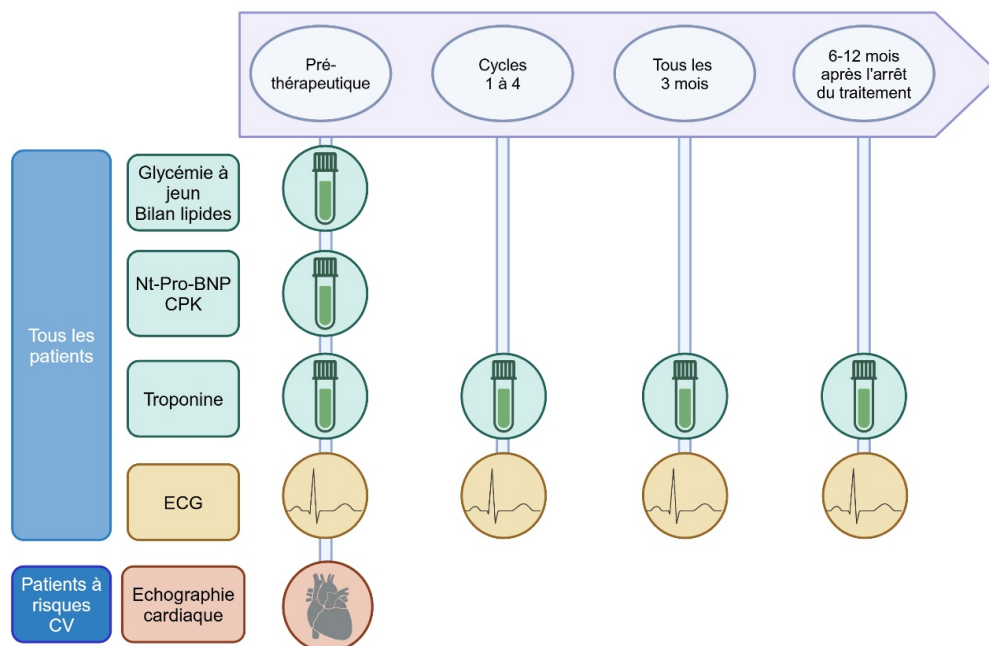 Pré-
thérapeutique
Cycles
1 à 4
Tous les
3 mois
6-12 mois
après l'arrêt
du traitement
Tous les
patients
Glycémie à
jeun
Bilan lipides
Nt-Pro-BNP
CPK
Troponine
ECG
Patients à
risques
CV
Echographie
cardiaque